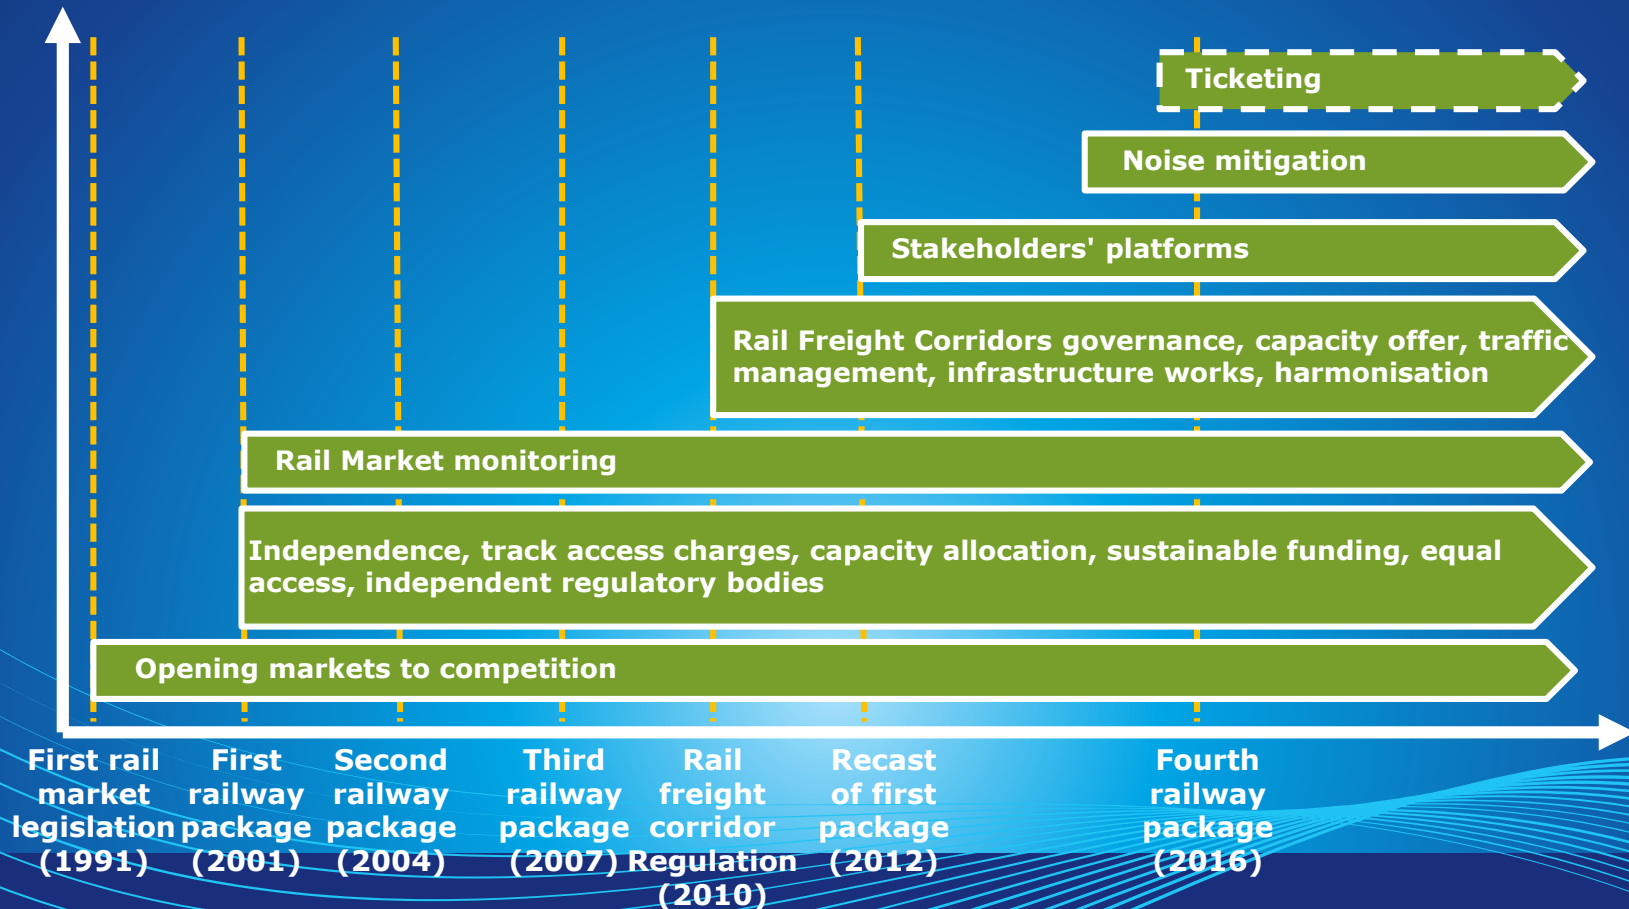 Ticketing
Noise mitigation
Stakeholders' platforms
Rail Freight Corridors governance, capacity offer, traffic
management, infrastructure works, harmonisation
Rail Market monitoring
Independence, track access charges, capacity allocation, sustainable funding, equal
access, independent regulatory bodies
Opening markets to competition
First rail
market
legislation
(1991)
First
railway
package
(2001)
Second
railway
package
(2004)
Third
railway
package
(2007)
Rail
freight
corridor
Regulation
(2010)
Recast
of first
package
(2012)
Fourth
railway
package
(2016)